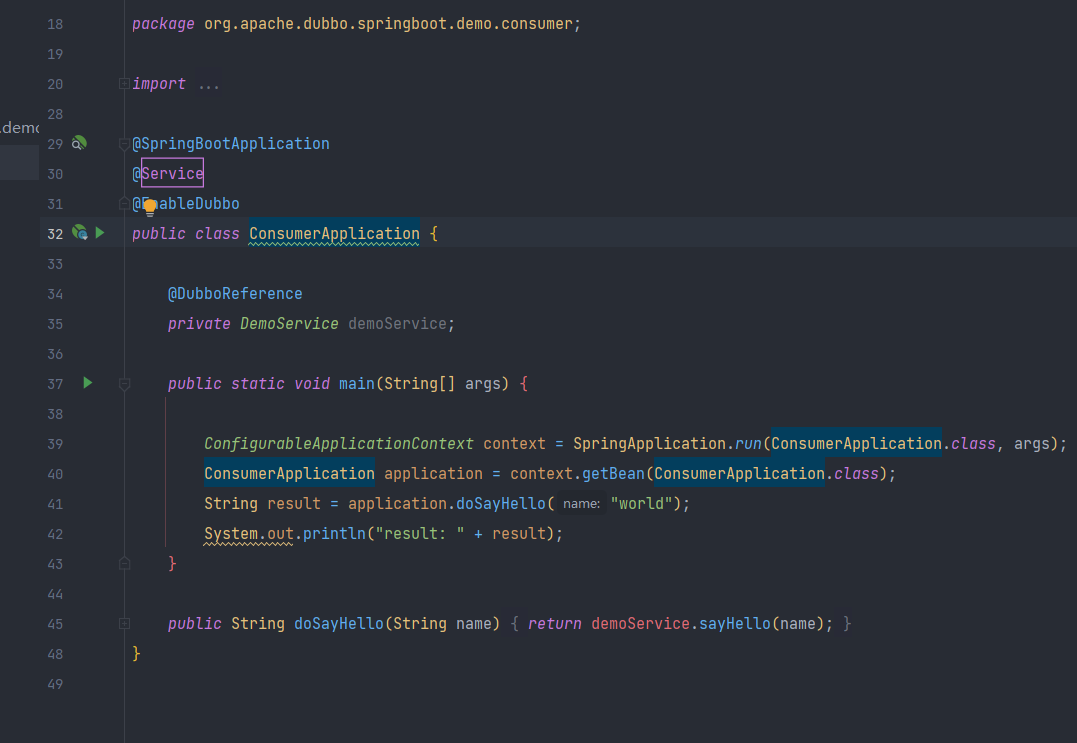 18 package org.apache.dubbo.springboot.demo.consumer;
19
20 import ...
28
.demo
29 @SpringBootApplication
30 @Service
31 @EnableDubbo
32 public class ConsumerApplication {
33
34 @DubboReference
35 private DemoService demoService;
36
37 public static void main(String[] args) {
38
39 ConfigurableApplicationContext context = SpringApplication.run(ConsumerApplication.class, args);
40 ConsumerApplication application = context.getBean(ConsumerApplication.class);
41 String result = application.doSayHello( name: "world");
42 System.out.println("result: " + result);
43 }
44
45 public String doSayHello(String name) { return demoService.sayHello(name); }
48 }
49